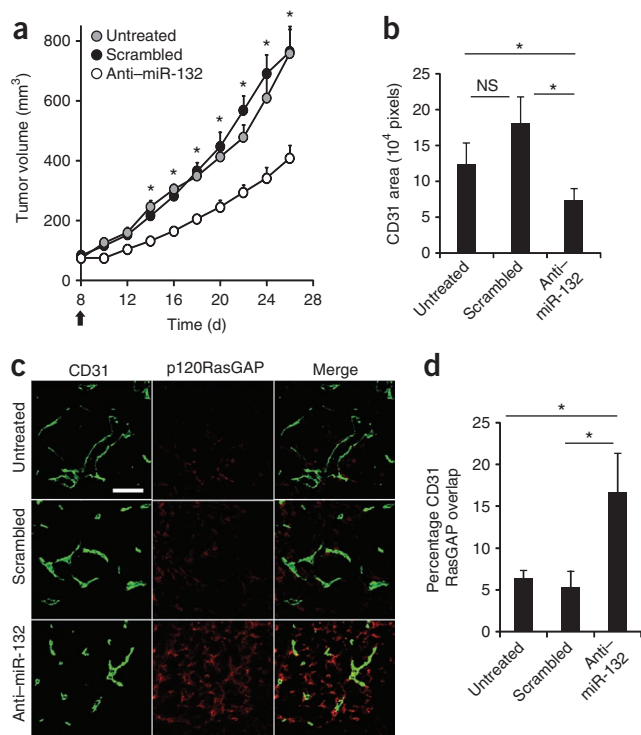 a
Untreated
Scrambled
Anti–miR-132
Tumor volume (mm3)
800
600
400
200
0
* * * * * * *
8 12 16 20 24 28
Time (d)
b
*
NS *
CD31 area (10⁴ pixels)
25
20
15
10
5
0
Untreated
Scrambled
Anti–
miR-132
c
CD31 p120RasGAP Merge
Untreated
Scrambled
Anti–miR-132
d
*
*
Percentage CD31
RasGAP overlap
25
20
15
10
5
0
Untreated
Scrambled
Anti–
miR-132